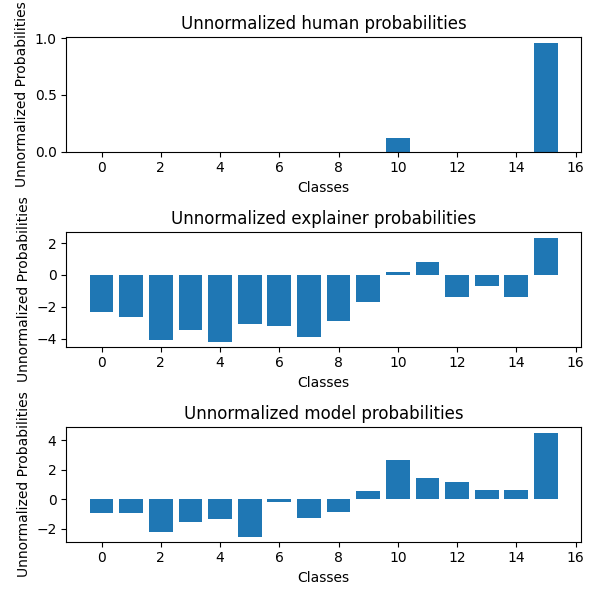 Unnormalized human probabilities
Unnormalized Probabilities
1.0
0.5
0.0
0 2 4 6 8 10 12 14 16
Classes
Unnormalized explainer probabilities
Unnormalized Probabilities
2
0
−2
−4
0 2 4 6 8 10 12 14 16
Classes
Unnormalized model probabilities
Unnormalized Probabilities
4
2
0
−2
0 2 4 6 8 10 12 14 16
Classes